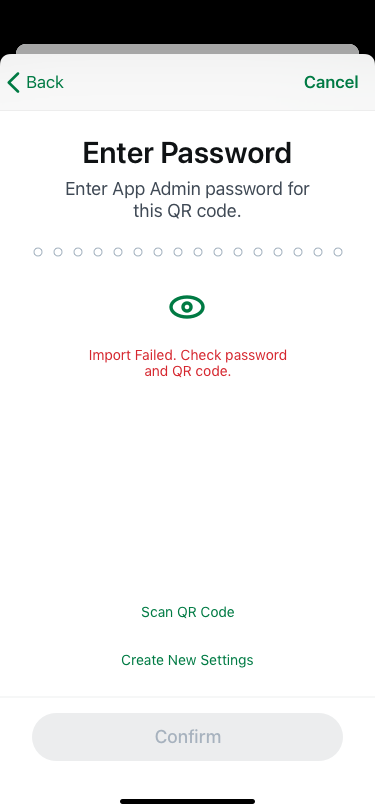 Back
Cancel
Enter Password
Enter App Admin password for
this QR code.
Import Failed. Check password
and QR code.
Scan QR Code
Create New Settings
Confirm